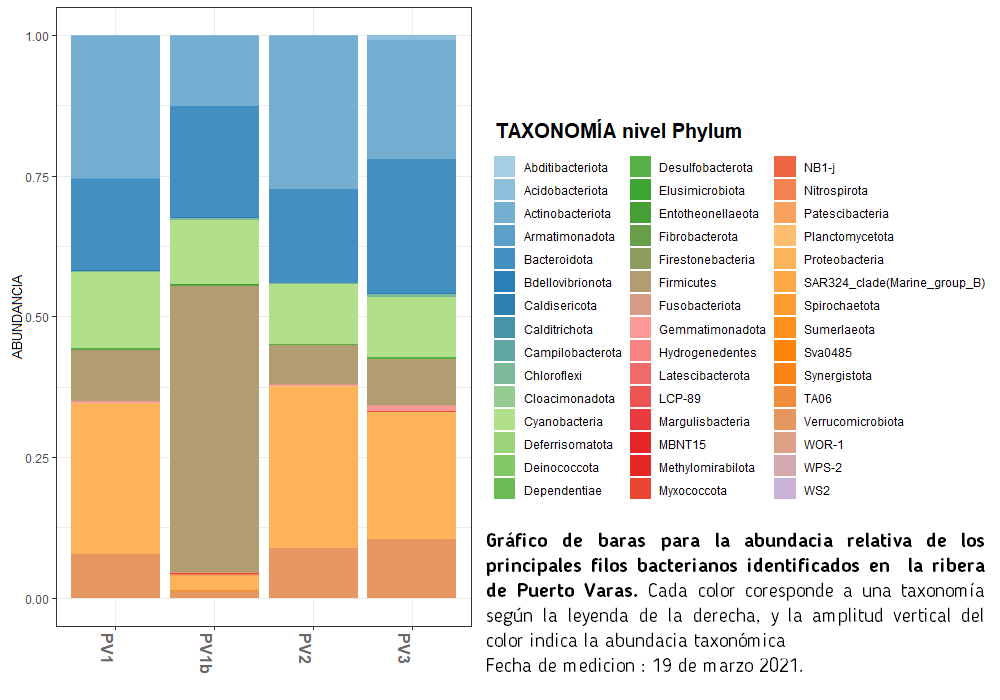 1.00
0.75
0.50
0.25
0.00
ABUNDANCIA
PV1
PV1b
PV2
PV3
TAXONOMÍA nivel Phylum
Abditibacteriota
Acidobacteriota
Actinobacteriota
Armatimonadota
Bacteroidota
Bdellovibrionota
Caldisericota
Calditrichota
Campilobacterota
Chloroflexi
Cloacimonadota
Cyanobacteria
Deferrisomatota
Deinococcota
Dependentiae
Desulfobacterota
Elusimicrobiota
Entotheonellaeota
Fibrobacterota
Firestonebacteria
Firmicutes
Fusobacteriota
Gemmatimonadota
Hydrogenedentes
Latescibacterota
LCP-89
Margulisbacteria
MBNT15
Methylomirabilota
Myxococcota
NB1-j
Nitrospirota
Patescibacteria
Planctomycetota
Proteobacteria
SAR324_clade(Marine_group_B)
Spirochaetota
Sumerlaeota
Sva0485
Synergistota
TA06
Verrucomicrobiota
WOR-1
WPS-2
WS2
Gráfico de baras para la abundacia relativa de los
principales filos bacterianos identificados en la ribera
de Puerto Varas. Cada color coresponde a una taxonomía
según la leyenda de la derecha, y la amplitud vertical del
color indica la abundacia taxonómica
Fecha de medicion : 19 de marzo 2021.